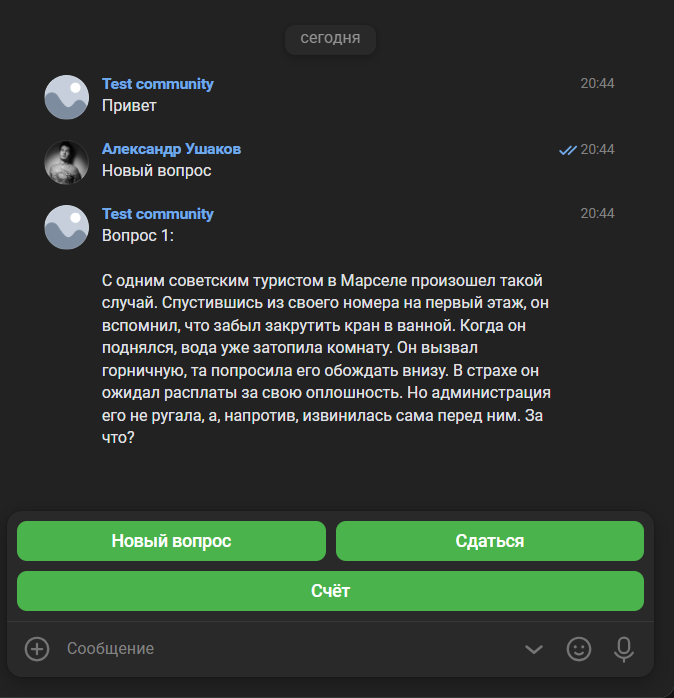 сегодня
Test community 20:44
Привет
Александр Ушаков 20:44
Новый вопрос
Test community 20:44
Вопрос 1:
С одним советским туристом в Марселе произошел такой
случай. Спустившись из своего номера на первый этаж, он
вспомнил, что забыл закрутить кран в ванной. Когда он
поднялся, вода уже затопила комнату. Он вызвал
горничную, та попросила его обождать внизу. В страхе он
ожидал расплаты за свою оплошность. Но администрация
его не ругала, а, напротив, извинилась сама перед ним. За
что?
Новый вопрос Сдаться
Счёт
Сообщение